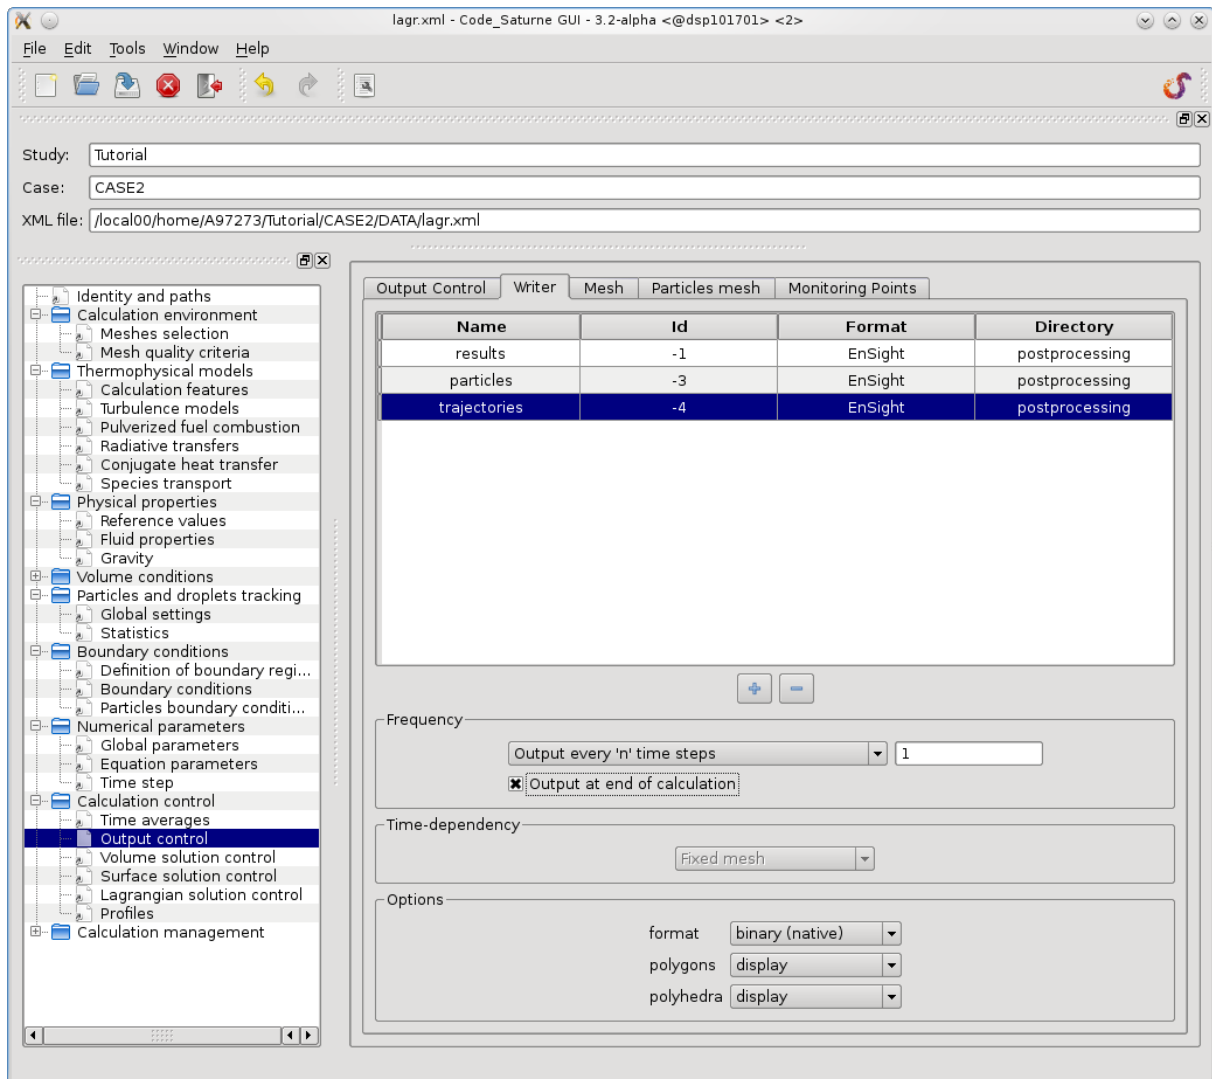 lagr.xml - Code_Saturne GUI - 3.2-alpha <@dsp101701> <2>
File Edit Tools Window Help
Study: Tutorial
Case: CASE2
XML file: /local00/home/A97273/Tutorial/CASE2/DATA/lagr.xml
Identity and paths
Calculation environment
Meshes selection
Mesh quality criteria
Thermophysical models
Calculation features
Turbulence models
Pulverized fuel combustion
Radiative transfers
Conjugate heat transfer
Species transport
Physical properties
Reference values
Fluid properties
Gravity
Volume conditions
Particles and droplets tracking
Global settings
Statistics
Boundary conditions
Definition of boundary regi...
Boundary conditions
Particles boundary conditi...
Numerical parameters
Global parameters
Equation parameters
Time step
Calculation control
Time averages
Output control
Volume solution control
Surface solution control
Lagrangian solution control
Profiles
Calculation management
Output Control Writer Mesh Particles mesh Monitoring Points
Name Id Format Directory
results -1 EnSight postprocessing
particles -3 EnSight postprocessing
trajectories -4 EnSight postprocessing
Frequency
Output every 'n' time steps 1
Output at end of calculation
Time-dependency
Fixed mesh
Options
format binary (native)
polygons display
polyhedra display